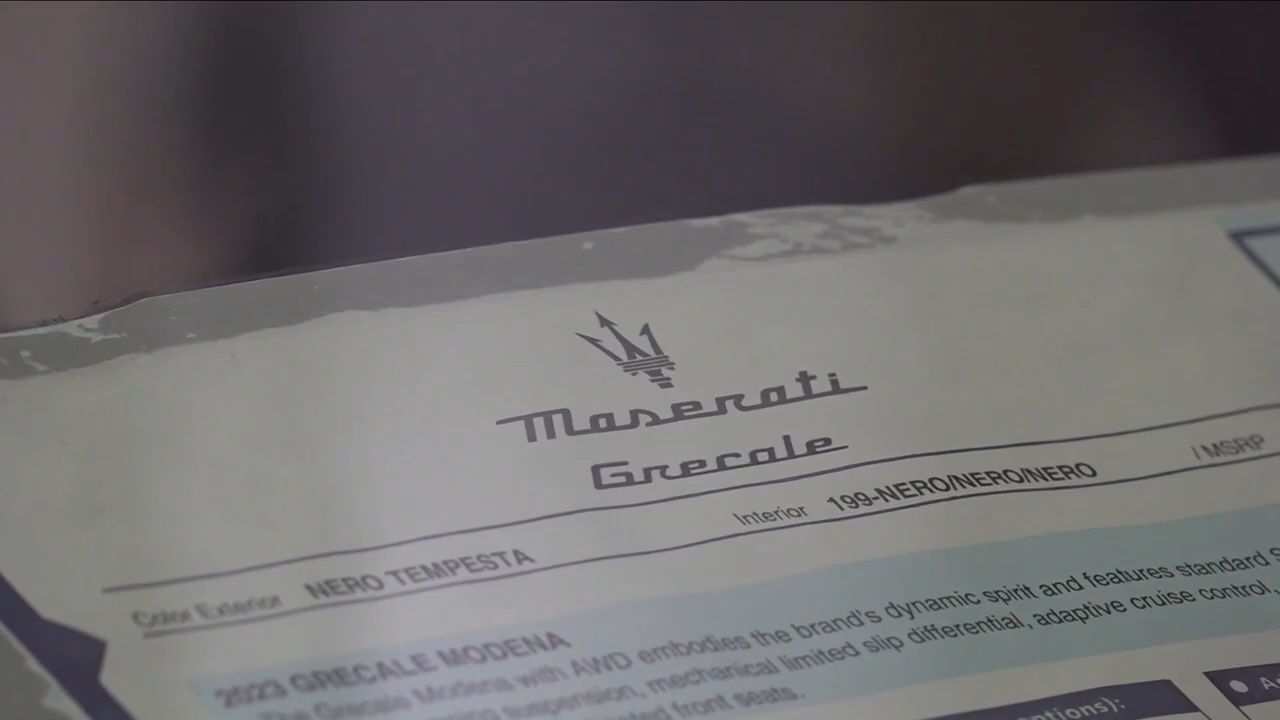 Maserati
Grecale
Color Exterior NERO TEMPESTA Interior 199-NERO/NERO/NERO / MSRP
2023 GRECALE MODENA
The Grecale Modena with AWD embodies the brand's dynamic spirit and features standard
suspension, mechanical limited slip differential, adaptive cruise control,
front seats.